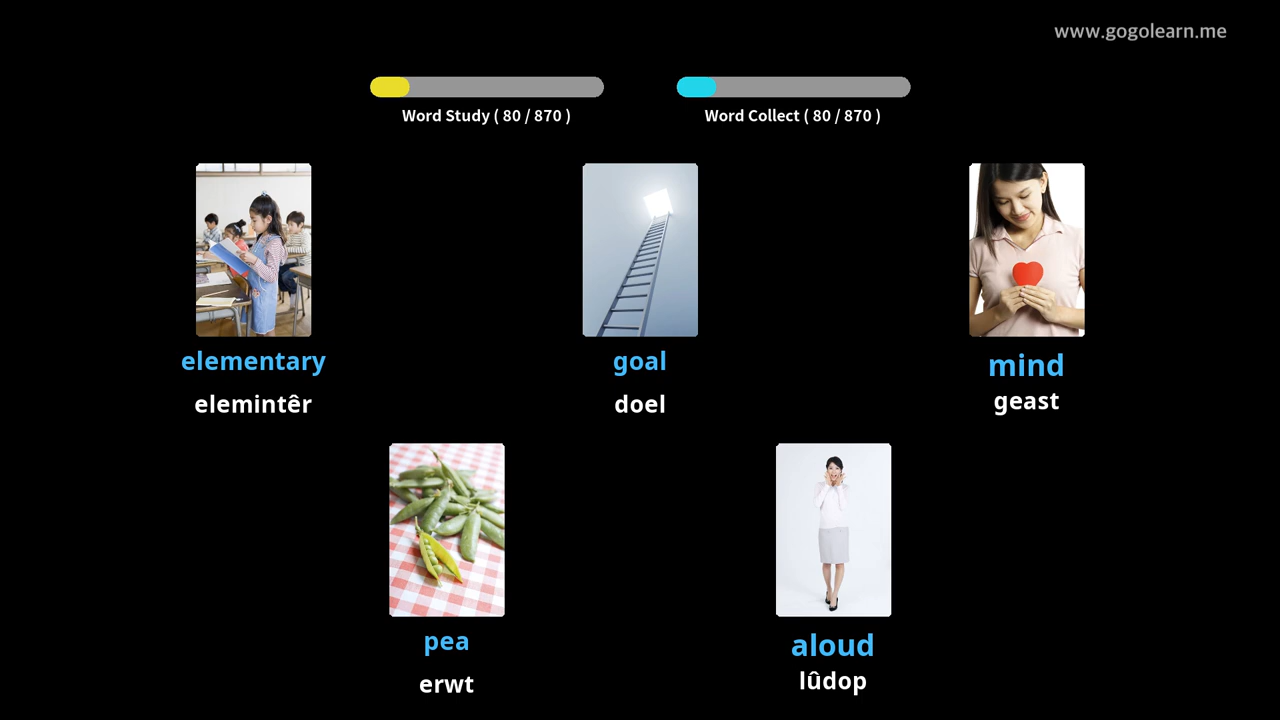 www.gogolearn.me
Word Study ( 80 / 870 )
Word Collect ( 80 / 870 )
elementary
elemintêr
goal
doel
mind
geast
pea
erwt
aloud
lûdop